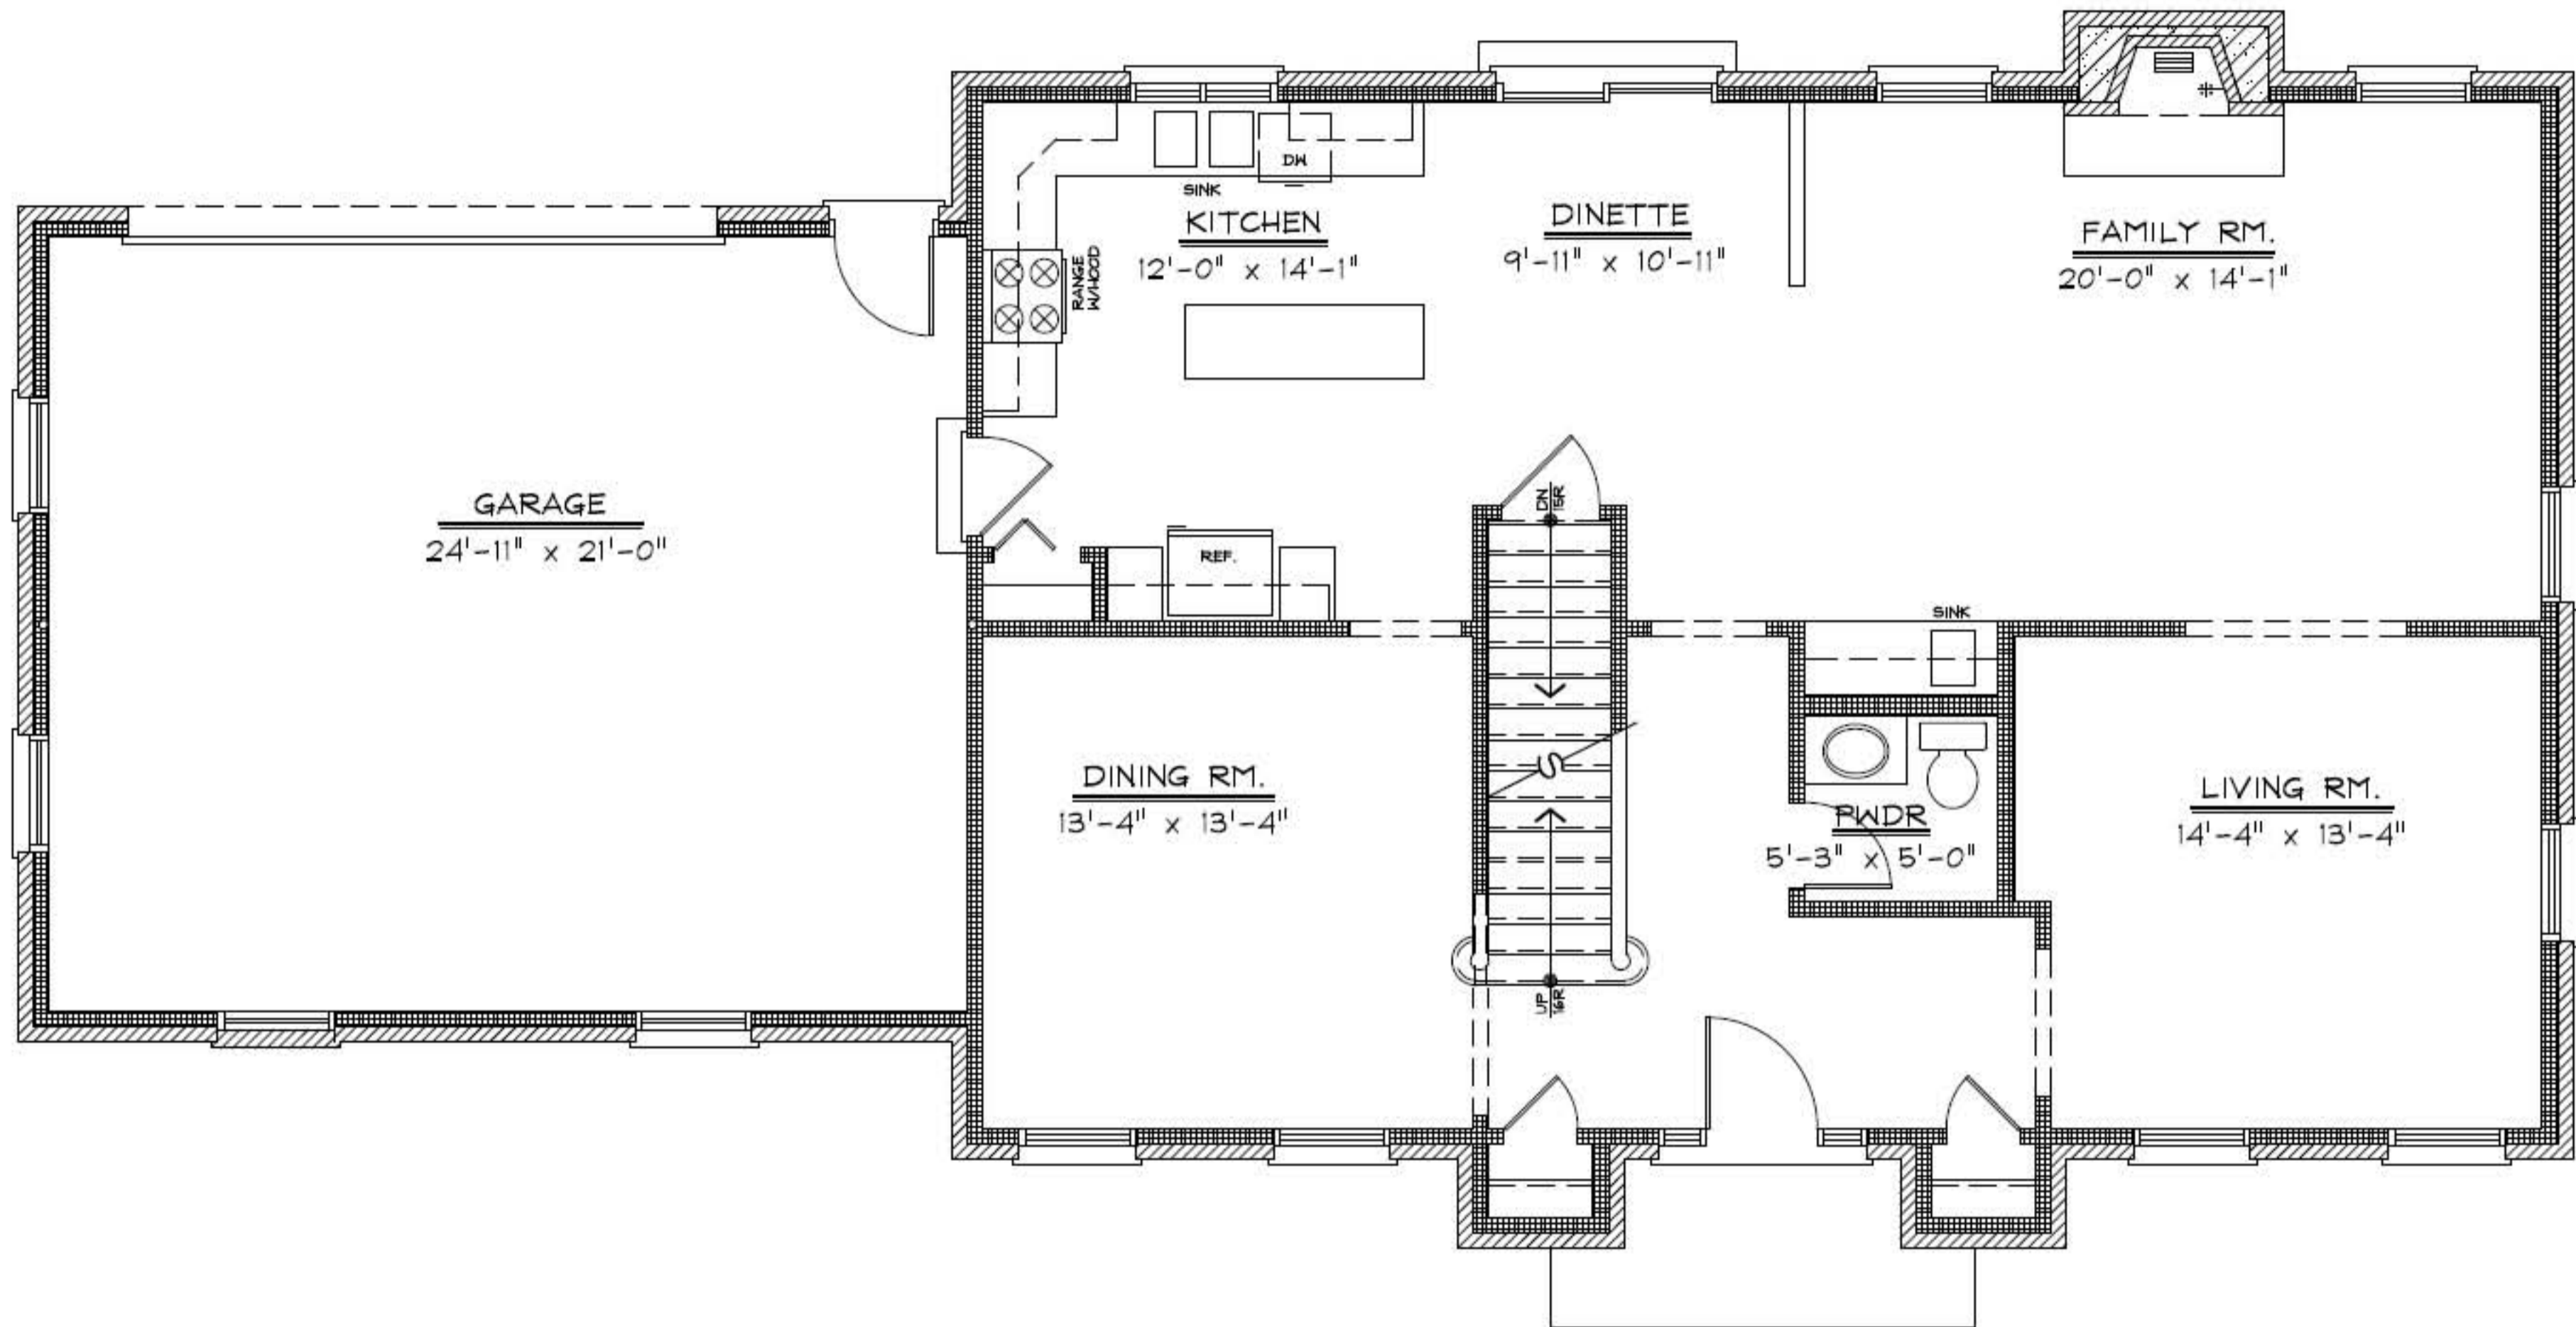 DW
SINK
KITCHEN
12'-0" x 14'-1"
RANGE
W/HOOD
DINETTE
9'-11" x 10'-11"
FAMILY RM.
20'-0" x 14'-1"
GARAGE
24'-11" x 21'-0"
REF.
DN
15R
SINK
DINING RM.
13'-4" x 13'-4"
S
PWDR
5'-3" x 5'-0"
LIVING RM.
14'-4" x 13'-4"
UP
16R